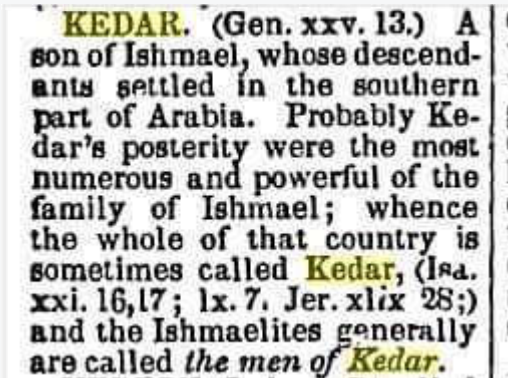 KEDAR. (Gen. xxv. 13.) A
son of Ishmael, whose descend-
ants settled in the southern
part of Arabia. Probably Ke-
dar's posterity were the most
numerous and powerful of the
family of Ishmael; whence
the whole of that country is
sometimes called Kedar, (Isa.
xxi. 16,17; lx. 7. Jer. xlix 28;)
and the Ishmaelites generally
are called the men of Kedar.